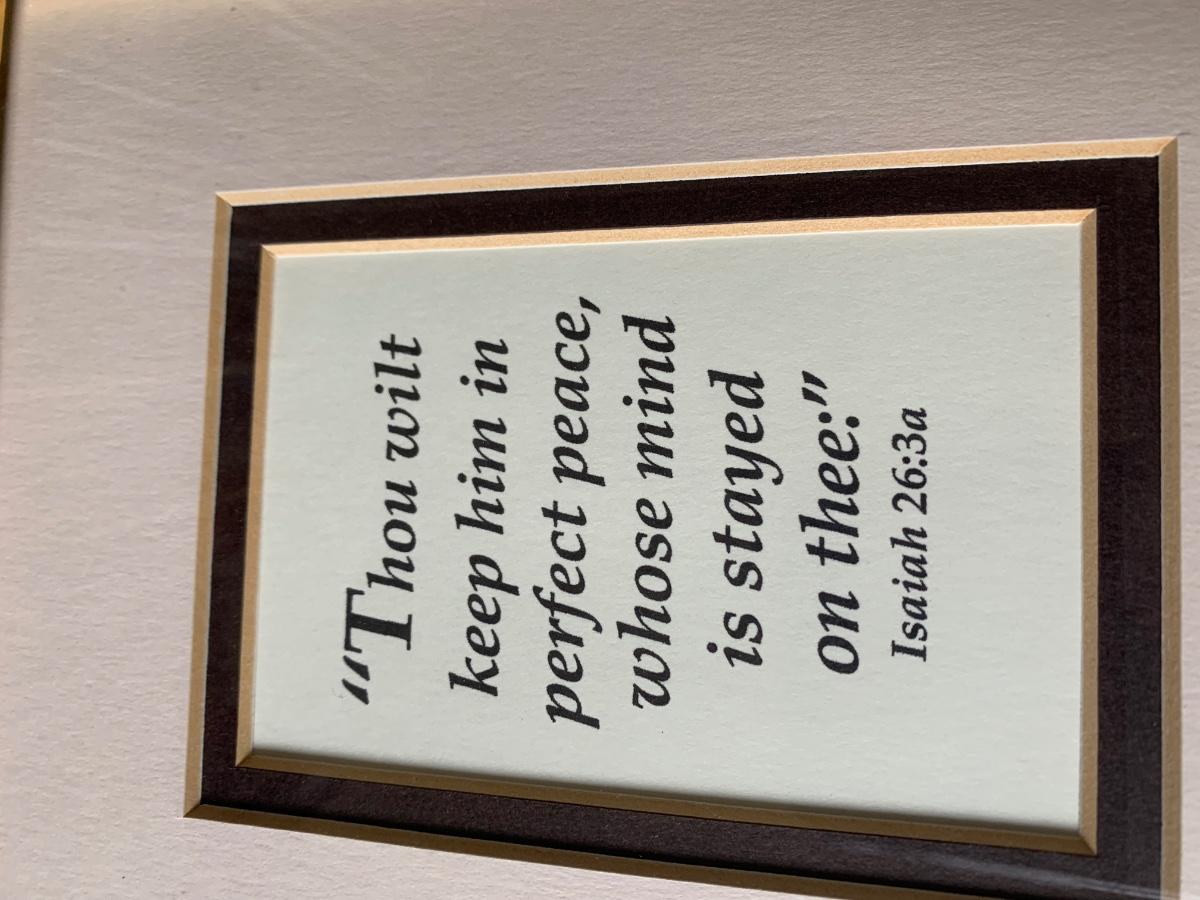 “Thou wilt
keep him in
perfect peace,
whose mind
is stayed
on thee:”
Isaiah 26:3a